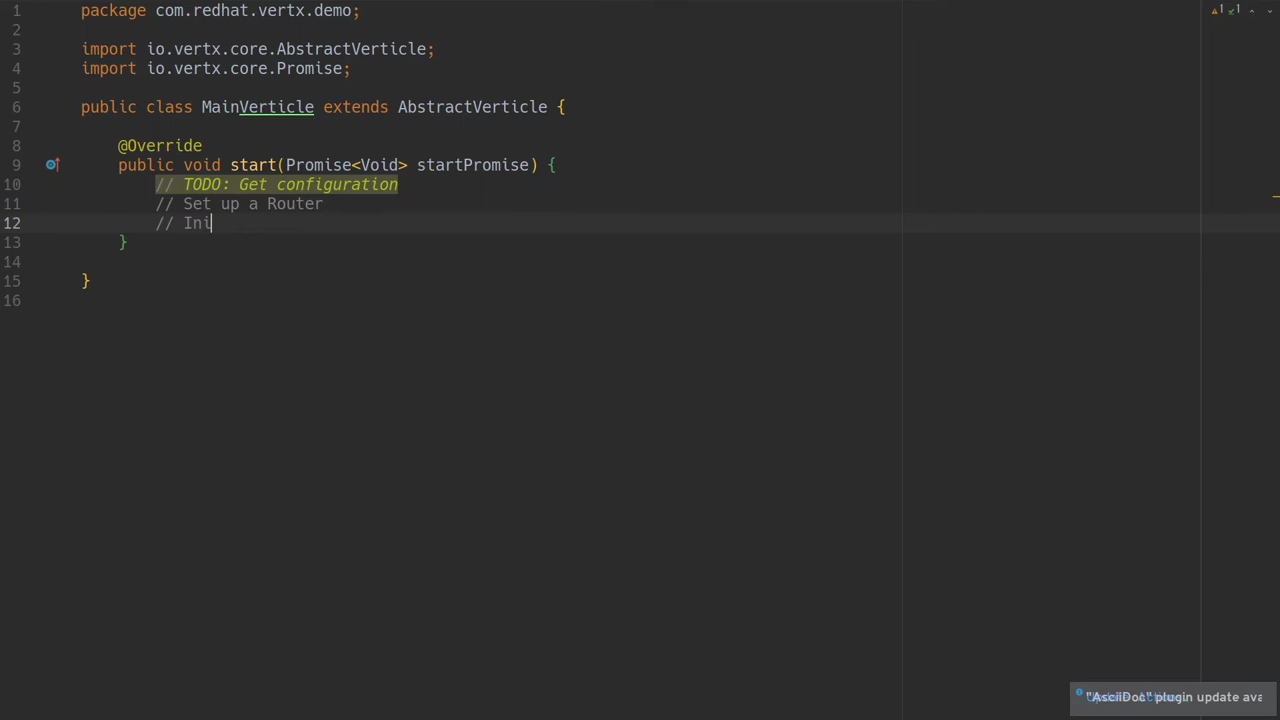 1 package com.redhat.vertx.demo;
2
3 import io.vertx.core.AbstractVerticle;
4 import io.vertx.core.Promise;
5
6 public class MainVerticle extends AbstractVerticle {
7
8 @Override
9 public void start(Promise<Void> startPromise) {
10 // TODO: Get configuration
11 // Set up a Router
12 // Ini
13 }
14
15 }
16
1 1
"AsciiDoc" plugin update ava